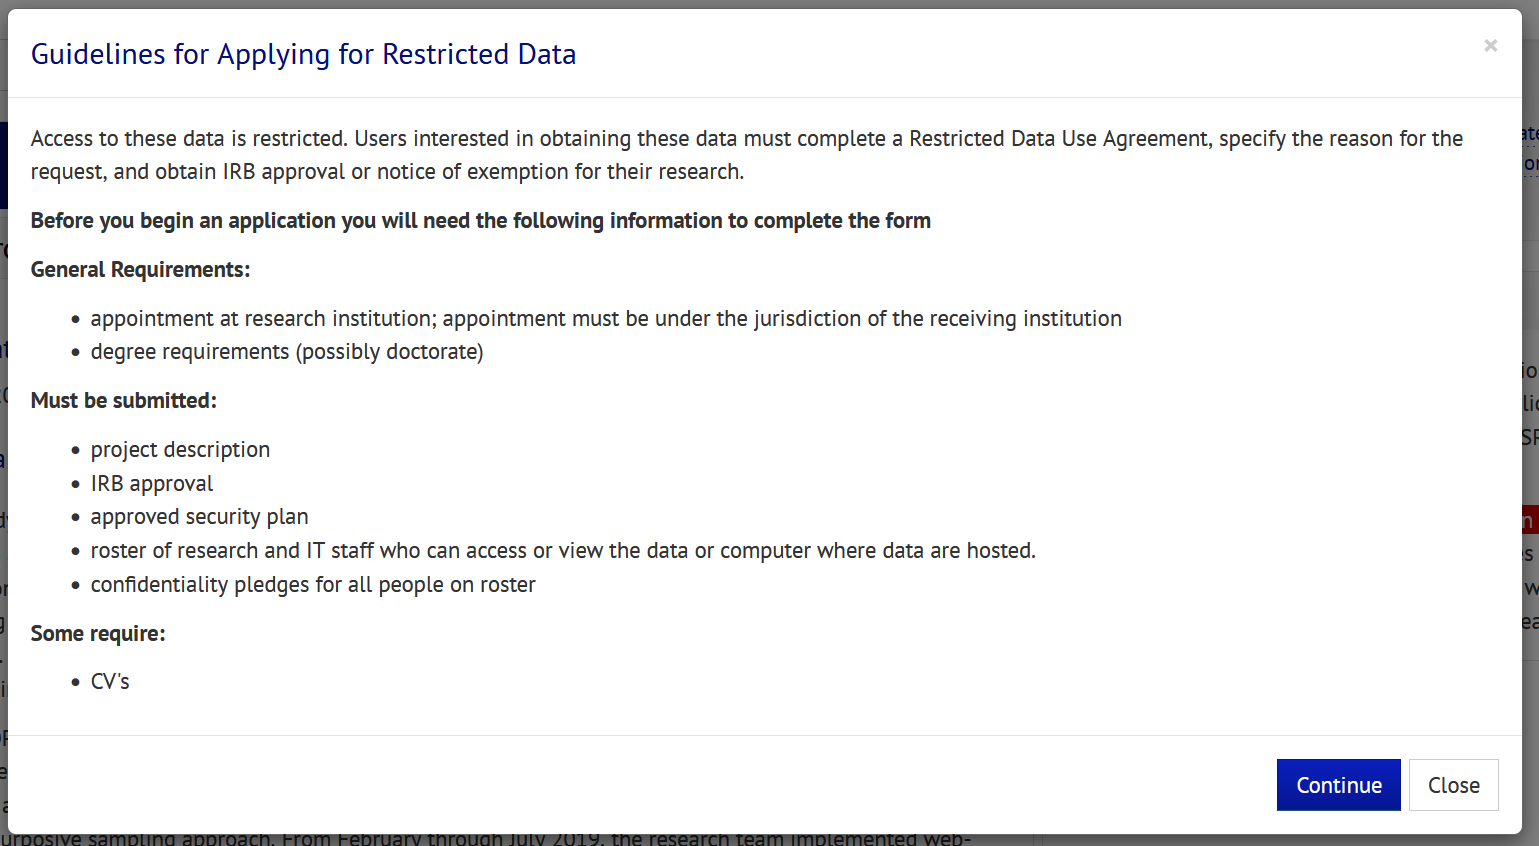 Guidelines for Applying for Restricted Data
×
Access to these data is restricted. Users interested in obtaining these data must complete a Restricted Data Use Agreement, specify the reason for the
request, and obtain IRB approval or notice of exemption for their research.
Before you begin an application you will need the following information to complete the form
General Requirements:
• appointment at research institution; appointment must be under the jurisdiction of the receiving institution
• degree requirements (possibly doctorate)
Must be submitted:
• project description
• IRB approval
• approved security plan
• roster of research and IT staff who can access or view the data or computer where data are hosted.
• confidentiality pledges for all people on roster
Some require:
• CV's
Continue Close
sampling approach. From February through July 2019, the research team implemented web-